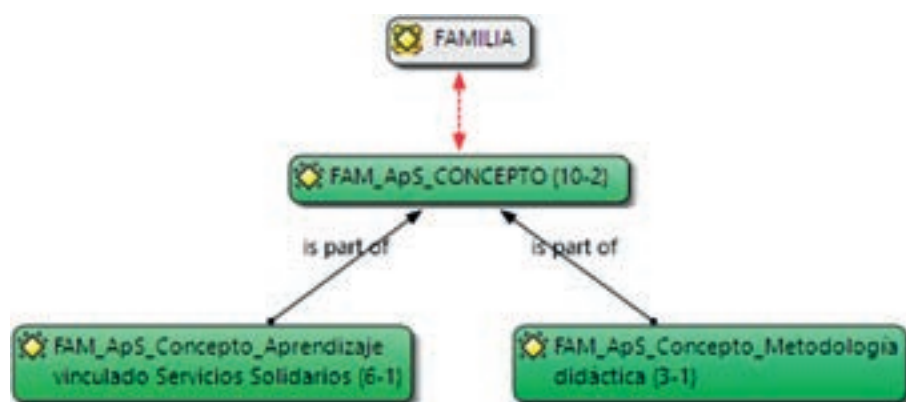 FAMILIA
FAM_ApS_CONCEPTO (10-2)
is part of
is part of
FAM_ApS_Concepto_Aprendizaje
vinculado Servicios Solidarios (6-1)
FAM_ApS_Concepto_Metodología
didáctica (3-1)